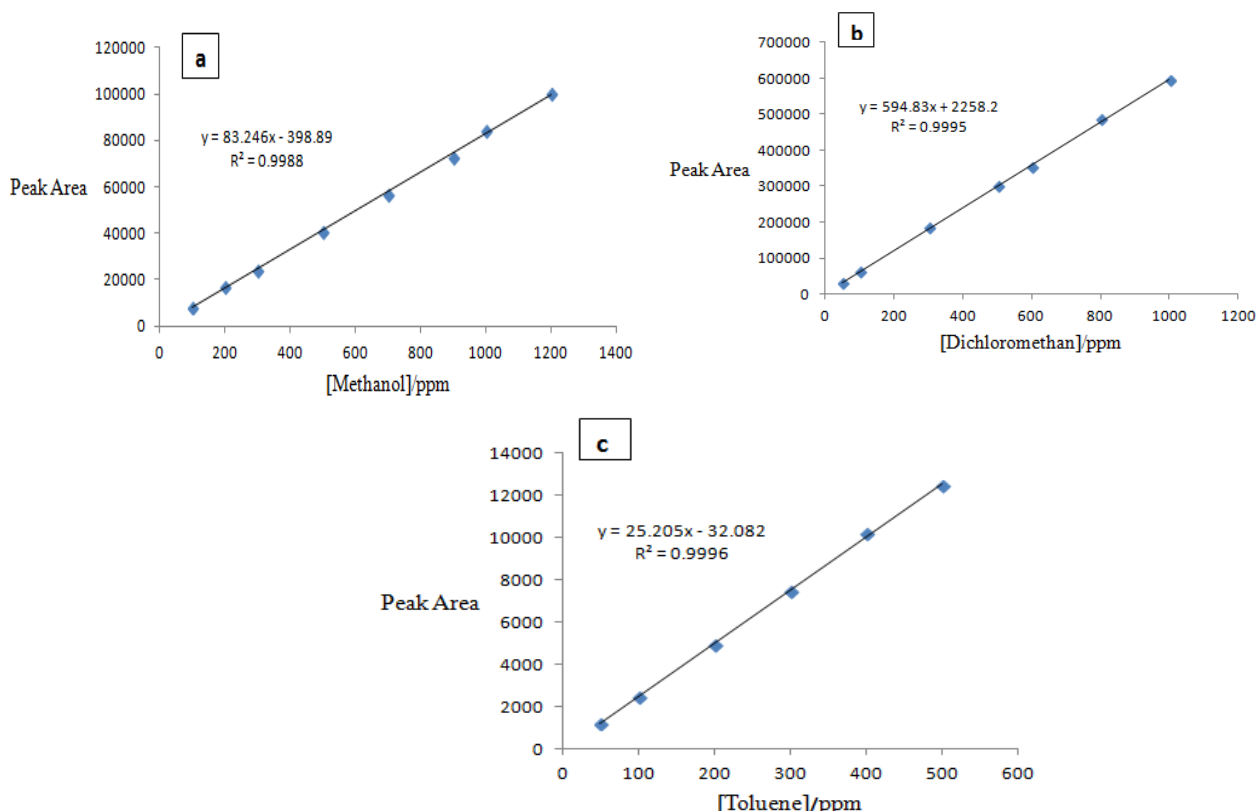 a
120000
100000
80000
60000
40000
20000
0
y = 83.246x - 398.89
R² = 0.9988
Peak Area
0 200 400 600 800 1000 1200 1400
[Methanol]/ppm
b
700000
600000
500000
400000
300000
200000
100000
0
y = 594.83x + 2258.2
R² = 0.9995
Peak Area
0 200 400 600 800 1000 1200
[Dichloromethan]/ppm
c
14000
12000
10000
8000
6000
4000
2000
0
y = 25.205x - 32.082
R² = 0.9996
Peak Area
0 100 200 300 400 500 600
[Toluene]/ppm